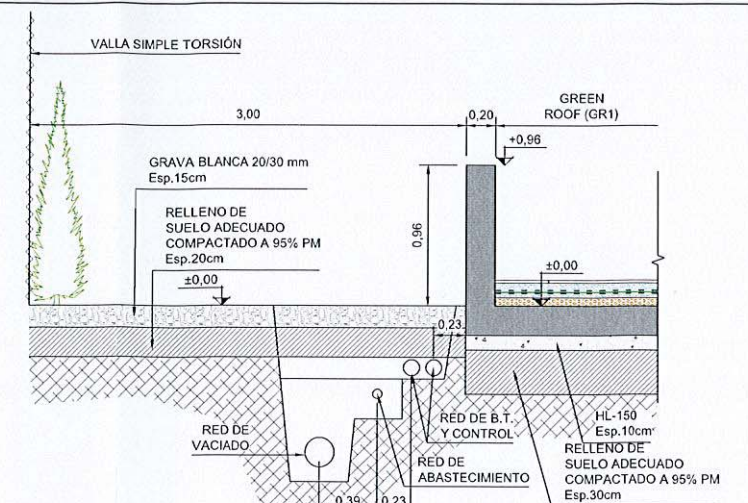 VALLA SIMPLE TORSIÓN
GREEN
ROOF (GR1)
3,00
0,20
+0,96
GRAVA BLANCA 20/30 mm
Esp.15cm
RELLENO DE
SUELO ADECUADO
COMPACTADO A 95% PM
Esp.20cm
0,96
±0,00
±0,00
0,23
RED DE
VACIADO
RED DE B.T.
Y CONTROL
RED DE
ABASTECIMIENTO
HL-150
Esp.10cm
RELLENO DE
SUELO ADECUADO
COMPACTADO A 95% PM
Esp.30cm
0,39
0,23